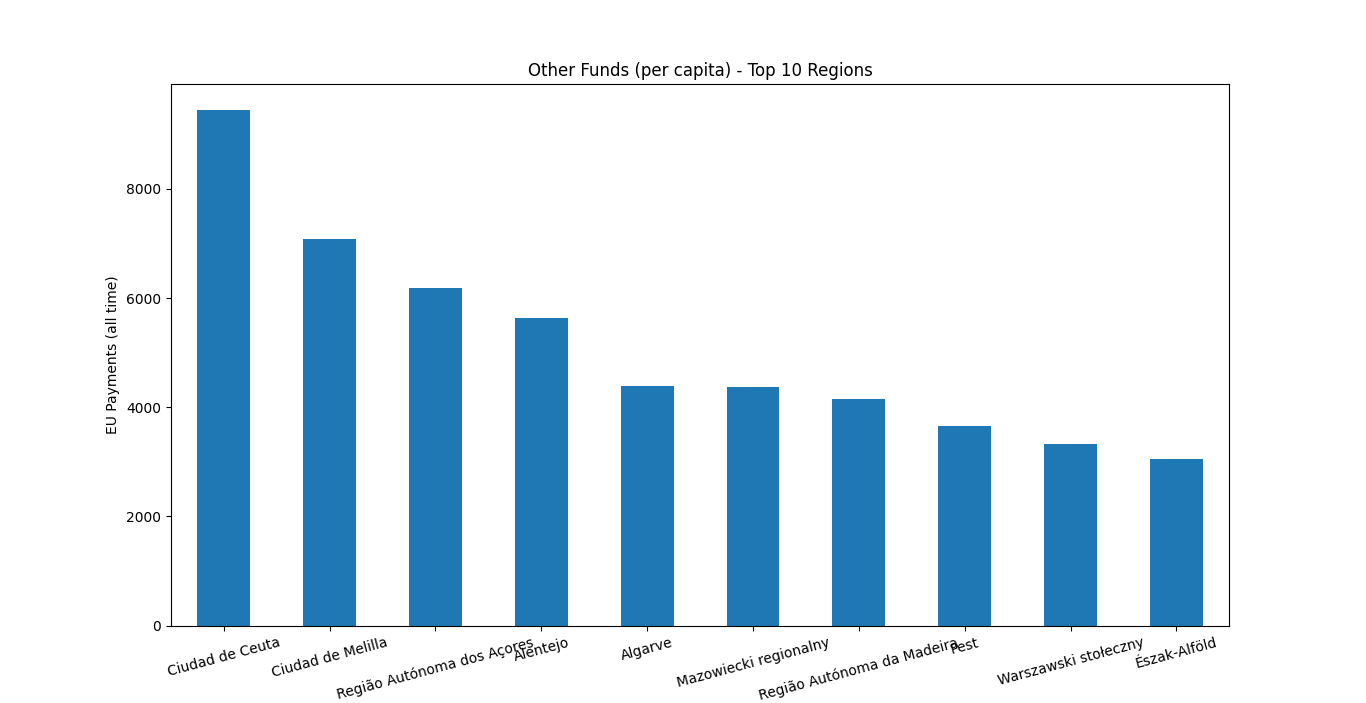 Other Funds (per capita) - Top 10 Regions
EU Payments (all time)
8000
6000
4000
2000
0
Ciudad de Ceuta
Ciudad de Melilla
Região Autónoma dos Açores
Alentejo
Algarve
Mazowiecki regionalny
Região Autónoma da Madeira
Pest
Warszawski stołeczny
Észak-Alföld